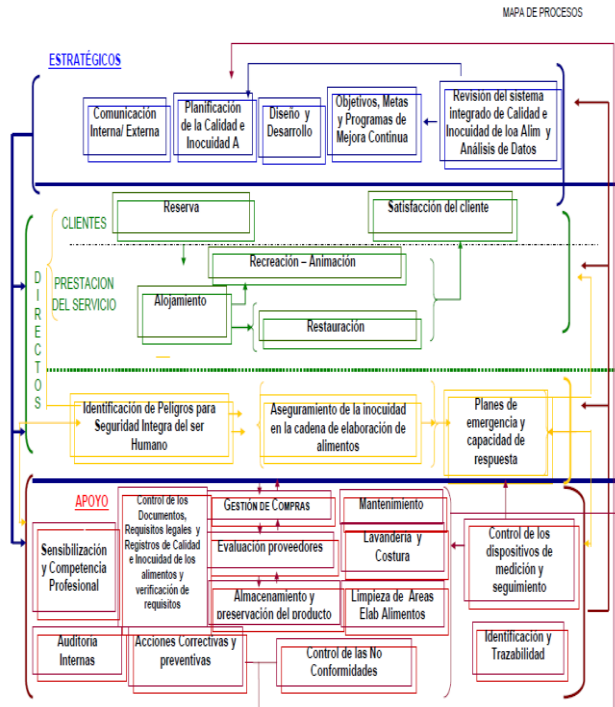 MAPA DE PROCESOS
ESTRATÉGICOS
Comunicación
Interna/ Externa
Planificación
de la Calidad e
Inocuidad A
Diseño y
Desarrollo
Objetivos, Metas
y Programas de
Mejora Continua
Revisión del sistema
integrado de Calidad e
Inocuidad de loa Alim y
Análisis de Datos
DIRECTOS
CLIENTES
Reserva
Satisfacción del cliente
PRESTACION
DEL SERVICIO
Recreación – Animación
Alojamiento
Restauración
Identificación de Peligros para
Seguridad Integra del ser
Humano
Aseguramiento de la inocuidad
en la cadena de elaboración de
alimentos
Planes de
emergencia y
capacidad de
respuesta
APOYO
Sensibilización
y Competencia
Profesional
Control de los
Documentos,
Requisitos legales y
Registros de Calidad
e Inocuidad de los
alimentos y
verificación de
requisitos
GESTIÓN DE COMPRAS
Evaluación proveedores
Almacenamiento y
preservación del producto
Mantenimiento
Lavandería y
Costura
Limpieza de Áreas
Elab Alimentos
Control de los
dispositivos de
medición y
seguimiento
Auditoria
Internas
Acciones Correctivas y
preventivas
Control de las No
Conformidades
Identificación y
Trazabilidad